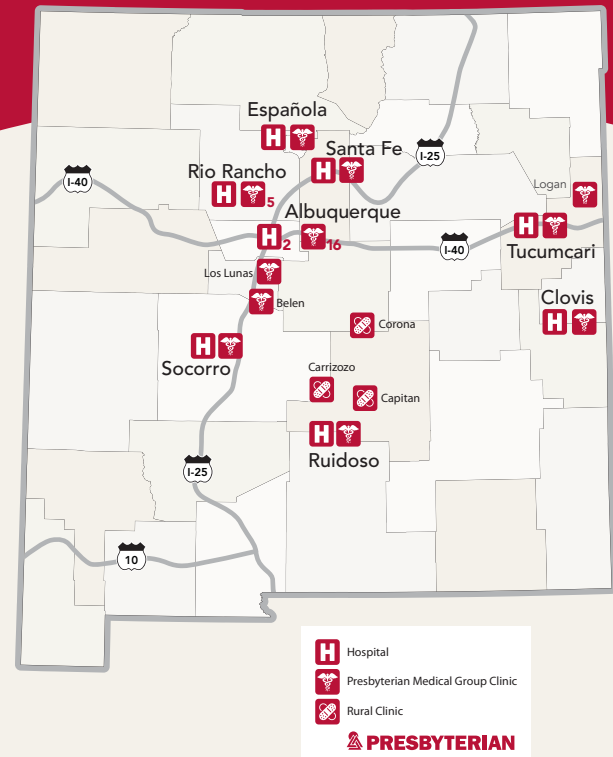 Española
H
Santa Fe
H
I-25
Rio Rancho
H 5
I-40
Logan
Albuquerque
H 2 16
H
I-40
Tucumcari
Los Lunas
Belen
Clovis
H
Corona
H
Socorro
Carrizozo
Capitan
H
Ruidoso
I-25
10
H Hospital
Presbyterian Medical Group Clinic
Rural Clinic
PRESBYTERIAN